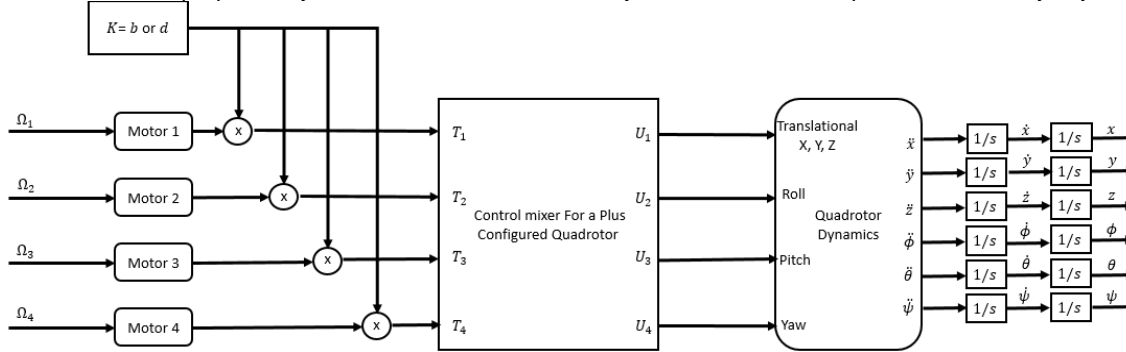 K= b or d
Ω1
Motor 1
x
T1
U1
Translational
X, Y, Z
ẍ
1/s
ẋ
1/s
x
Ω2
Motor 2
x
T2
U2
Roll
ÿ
1/s
ẏ
1/s
y
Control mixer For a Plus
Configured Quadrotor
Quadrotor
Dynamics
z̈
1/s
ż
1/s
z
Ω3
Motor 3
x
T3
U3
Pitch
ϕ̈
1/s
ϕ̇
1/s
ϕ
θ̈
1/s
θ̇
1/s
θ
Ω4
Motor 4
x
T4
U4
Yaw
ψ̈
1/s
ψ̇
1/s
ψ